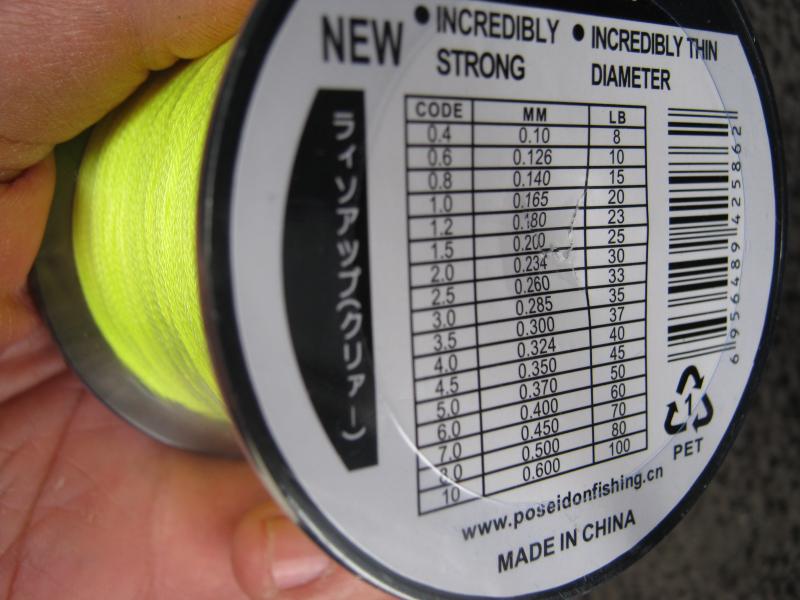 NEW
• INCREDIBLY STRONG
• INCREDIBLY THIN DIAMETER
ラィソアップ(クリァー)
CODE MM LB
0.4 0.10 8
0.6 0.126 10
0.8 0.140 15
1.0 0.165 20
1.2 0.180 23
1.5 0.200 25
2.0 0.234 30
2.5 0.260 33
3.0 0.285 35
3.5 0.300 37
4.0 0.324 40
4.5 0.350 45
5.0 0.370 50
6.0 0.400 60
7.0 0.450 70
8.0 0.500 80
10 0.600 100
6 956489 425862
1
PET
www.poseidonfishing.cn
MADE IN CHINA